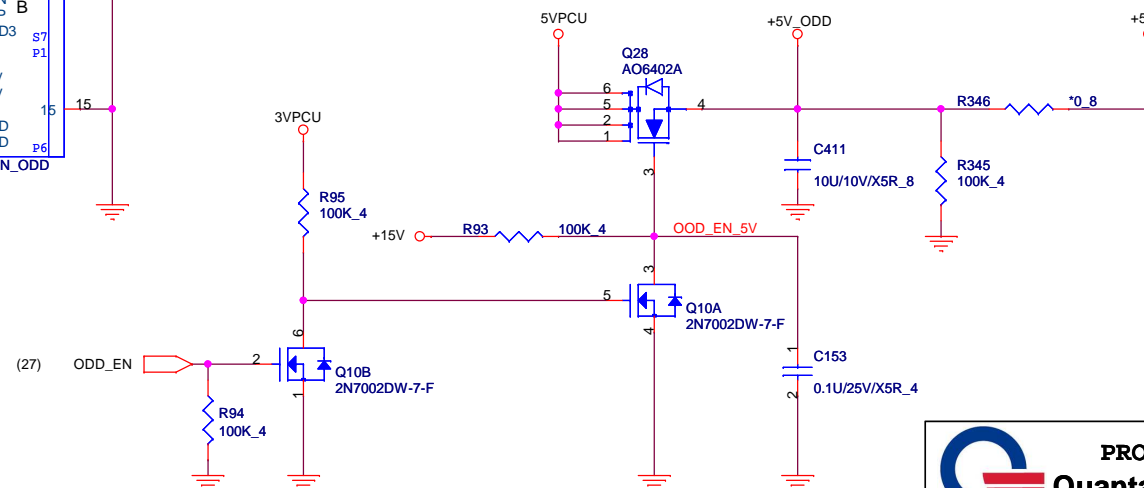 B
D3
S7
P1
15
15
D
D
P6
N_ODD
5VPCU
+5V_ODD
+5
Q28
AO6402A
6
5
2
1
4
3
R346
*0_8
C411
10U/10V/X5R_8
R345
100K_4
3VPCU
R95
100K_4
+15V
R93
100K_4
OOD_EN_5V
3
5
4
Q10A
2N7002DW-7-F
6
2
1
Q10B
2N7002DW-7-F
(27)
ODD_EN
R94
100K_4
1
C153
0.1U/25V/X5R_4
2
PRO
Quanta